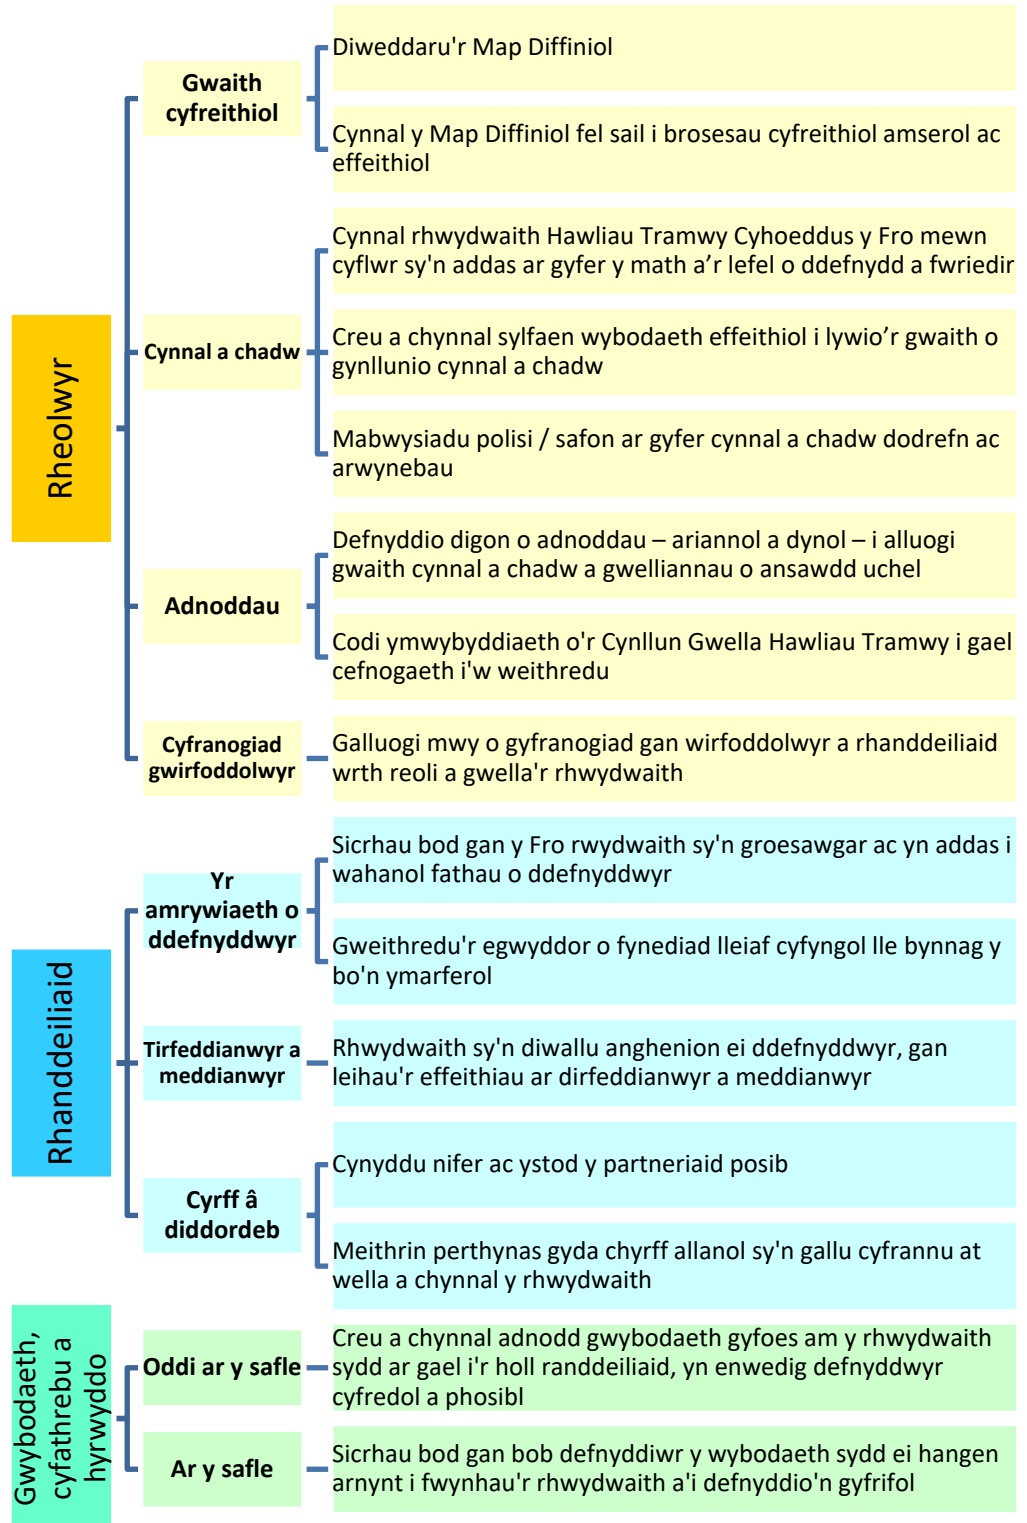 Rheolwyr
Gwaith
cyfreithiol
Diweddaru'r Map Diffiniol
Cynnal y Map Diffiniol fel sail i brosesau cyfreithiol amserol ac
effeithiol
Cynnal a chadw
Cynnal rhwydwaith Hawliau Tramwy Cyhoeddus y Fro mewn
cyflwr sy'n addas ar gyfer y math a’r lefel o ddefnydd a fwriedir
Creu a chynnal sylfaen wybodaeth effeithiol i lywio’r gwaith o
gynllunio cynnal a chadw
Mabwysiadu polisi / safon ar gyfer cynnal a chadw dodrefn ac
arwynebau
Adnoddau
Defnyddio digon o adnoddau – ariannol a dynol – i alluogi
gwaith cynnal a chadw a gwelliannau o ansawdd uchel
Codi ymwybyddiaeth o'r Cynllun Gwella Hawliau Tramwy i gael
cefnogaeth i'w weithredu
Cyfranogiad
gwirfoddolwyr
Galluogi mwy o gyfranogiad gan wirfoddolwyr a rhanddeiliaid
wrth reoli a gwella'r rhwydwaith
Rhanddeiliaid
Yr
amrywiaeth o
ddefnyddwyr
Sicrhau bod gan y Fro rwydwaith sy'n groesawgar ac yn addas i
wahanol fathau o ddefnyddwyr
Gweithredu'r egwyddor o fynediad lleiaf cyfyngol lle bynnag y
bo'n ymarferol
Tirfeddianwyr a
meddianwyr
Rhwydwaith sy'n diwallu anghenion ei ddefnyddwyr, gan
leihau'r effeithiau ar dirfeddianwyr a meddianwyr
Cyrff â
diddordeb
Cynyddu nifer ac ystod y partneriaid posib
Meithrin perthynas gyda chyrff allanol sy'n gallu cyfrannu at
wella a chynnal y rhwydwaith
Gwybodaeth,
cyfathrebu a
hyrwyddo
Oddi ar y safle
Creu a chynnal adnodd gwybodaeth gyfoes am y rhwydwaith
sydd ar gael i'r holl randdeiliaid, yn enwedig defnyddwyr
cyfredol a phosibl
Ar y safle
Sicrhau bod gan bob defnyddiwr y wybodaeth sydd ei hangen
arnynt i fwynhau'r rhwydwaith a'i defnyddio'n gyfrifol